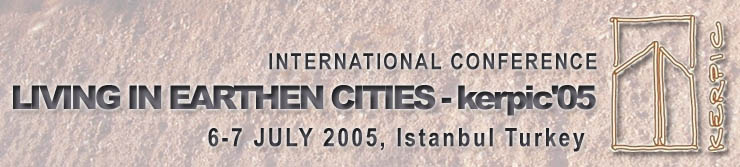 INTERNATIONAL CONFERENCE
LIVING IN EARTHEN CITIES - kerpic'05
6-7 JULY 2005, Istanbul Turkey
KERPIC